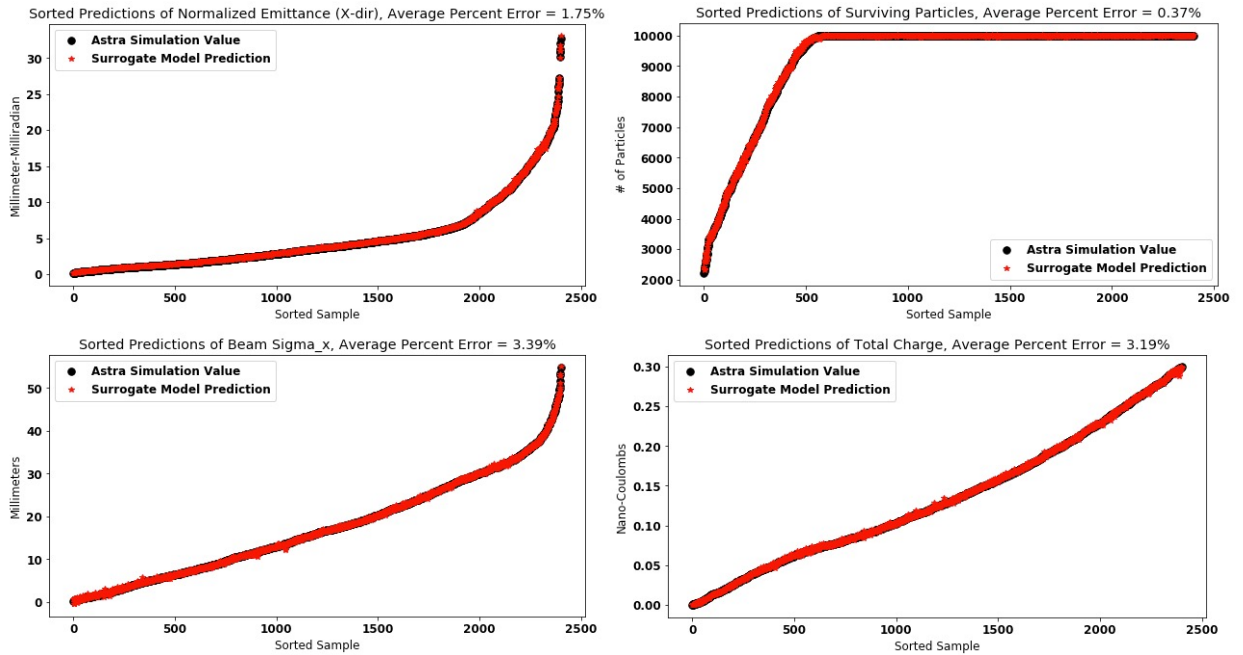 Sorted Predictions of Normalized Emittance (X-dir), Average Percent Error = 1.75%
Astra Simulation Value
Surrogate Model Prediction
Millimeter-Milliradian
30
25
20
15
10
5
0
0 500 1000 1500 2000 2500
Sorted Sample
Sorted Predictions of Surviving Particles, Average Percent Error = 0.37%
# of Particles
10000
9000
8000
7000
6000
5000
4000
3000
2000
Astra Simulation Value
Surrogate Model Prediction
0 500 1000 1500 2000 2500
Sorted Sample
Sorted Predictions of Beam Sigma_x, Average Percent Error = 3.39%
Astra Simulation Value
Surrogate Model Prediction
Millimeters
50
40
30
20
10
0
0 500 1000 1500 2000 2500
Sorted Sample
Sorted Predictions of Total Charge, Average Percent Error = 3.19%
Astra Simulation Value
Surrogate Model Prediction
Nano-Coulombs
0.30
0.25
0.20
0.15
0.10
0.05
0.00
0 500 1000 1500 2000 2500
Sorted Sample